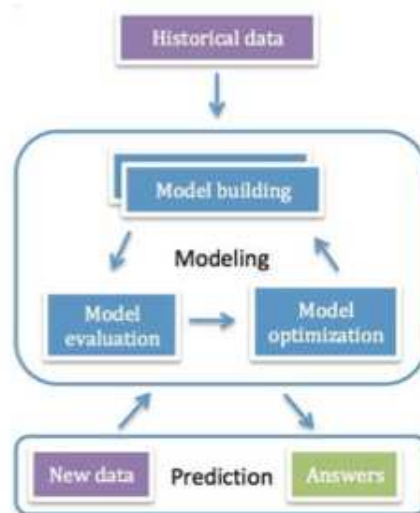 Historical data
Model building
Modeling
Model
evaluation
Model
optimization
New data
Prediction
Answers